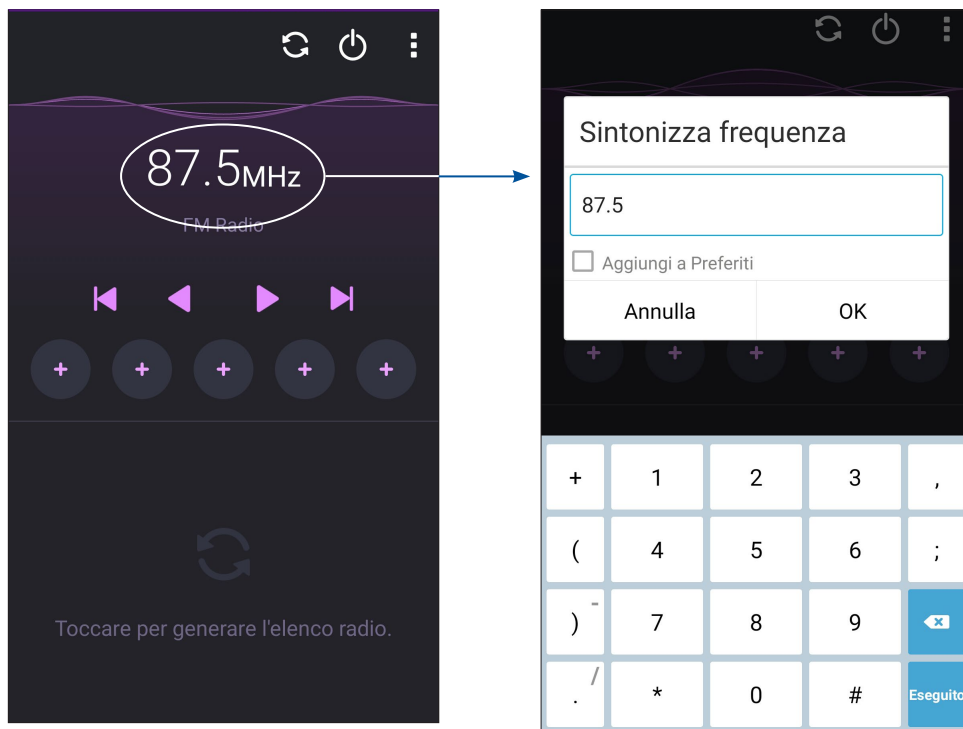 87.5MHz
FM Radio
+ + + + +
Toccare per generare l'elenco radio.
Sintonizza frequenza
87.5
Aggiungi a Preferiti
Annulla OK
+ + + + +
+ 1 2 3 ,
( 4 5 6 ;
) - 7 8 9
. / * 0 # Eseguito